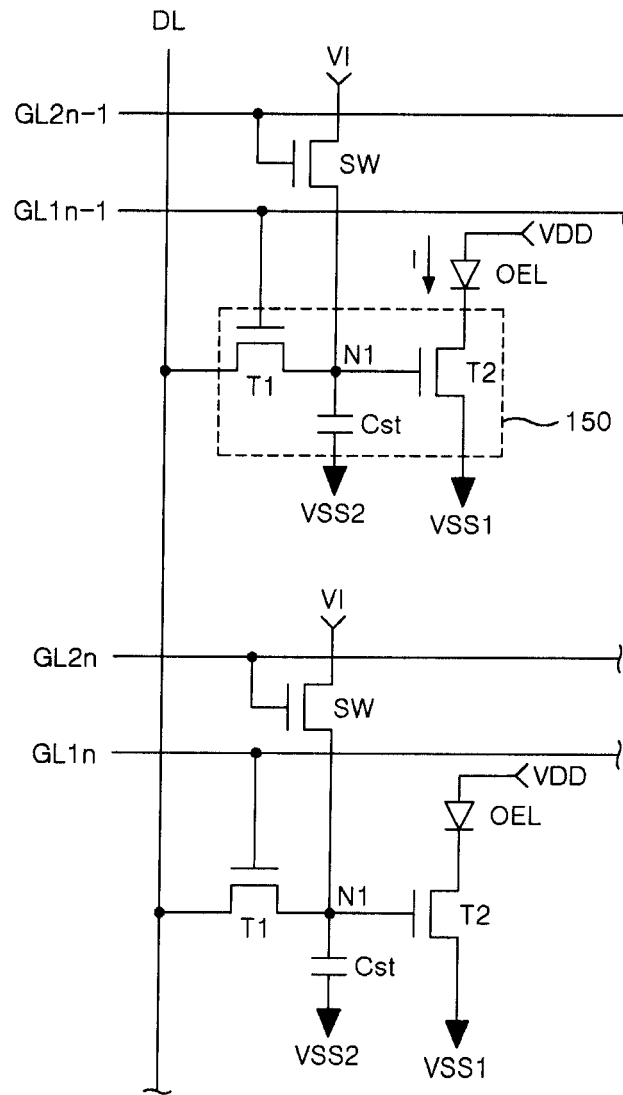 DL
VI
GL2n-1
SW
GL1n-1
VDD
I
OEL
N1
T1
T2
Cst
150
VSS2
VSS1
VI
GL2n
SW
GL1n
VDD
OEL
N1
T1
T2
Cst
VSS2
VSS1